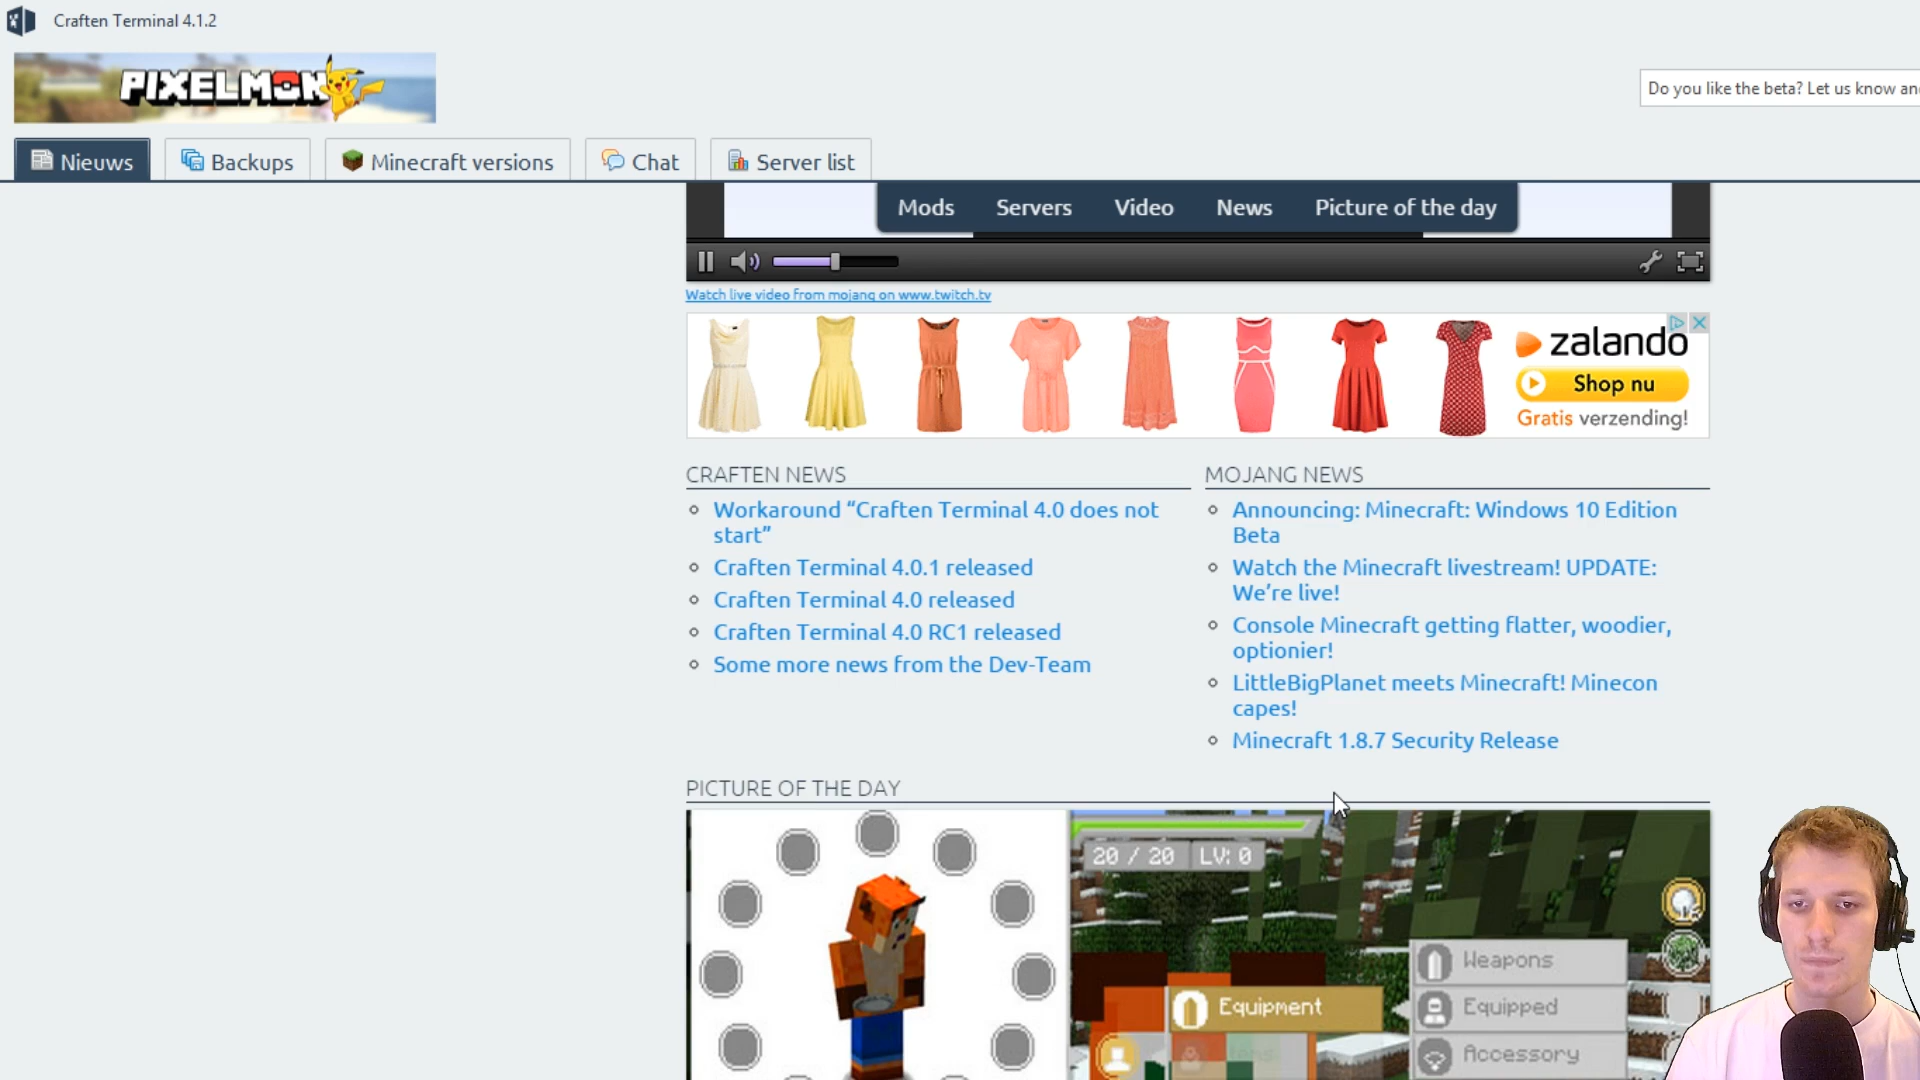 Craften Terminal 4.1.2
PIXELMON
Do you like the beta? Let us know an
Nieuws
Backups
Minecraft versions
Chat
Server list
Mods
Servers
Video
News
Picture of the day
Watch live video from mojang on www.twitch.tv
zalando
Shop nu
Gratis verzending!
CRAFTEN NEWS
Workaround “Craften Terminal 4.0 does not
start”
Craften Terminal 4.0.1 released
Craften Terminal 4.0 released
Craften Terminal 4.0 RC1 released
Some more news from the Dev-Team
MOJANG NEWS
Announcing: Minecraft: Windows 10 Edition
Beta
Watch the Minecraft livestream! UPDATE:
We’re live!
Console Minecraft getting flatter, woodier,
optionier!
LittleBigPlanet meets Minecraft! Minecon
capes!
Minecraft 1.8.7 Security Release
PICTURE OF THE DAY
20 / 20
LV: 0
Equipment
Weapons
Equipped
Accessory